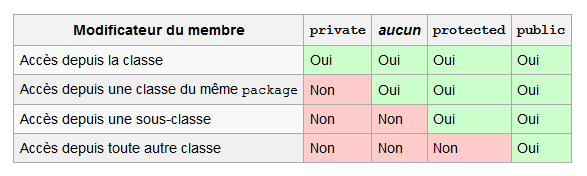 Modificateur du membre private aucun protected public
Accès depuis la classe Oui Oui Oui Oui
Accès depuis une classe du même package Non Oui Oui Oui
Accès depuis une sous-classe Non Non Oui Oui
Accès depuis toute autre classe Non Non Non Oui